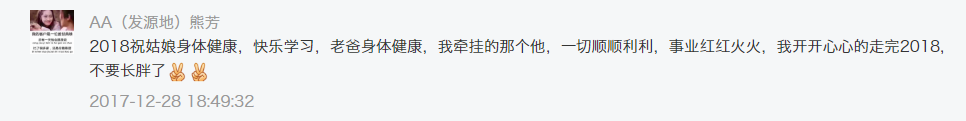 AA（发源地）熊芳
2018祝姑娘身体健康，快乐学习，老爸身体健康，我牵挂的那个他，一切顺顺利利，事业红红火火，我开开心心的走完2018，
不要长胖了✌✌
2017-12-28 18:49:32